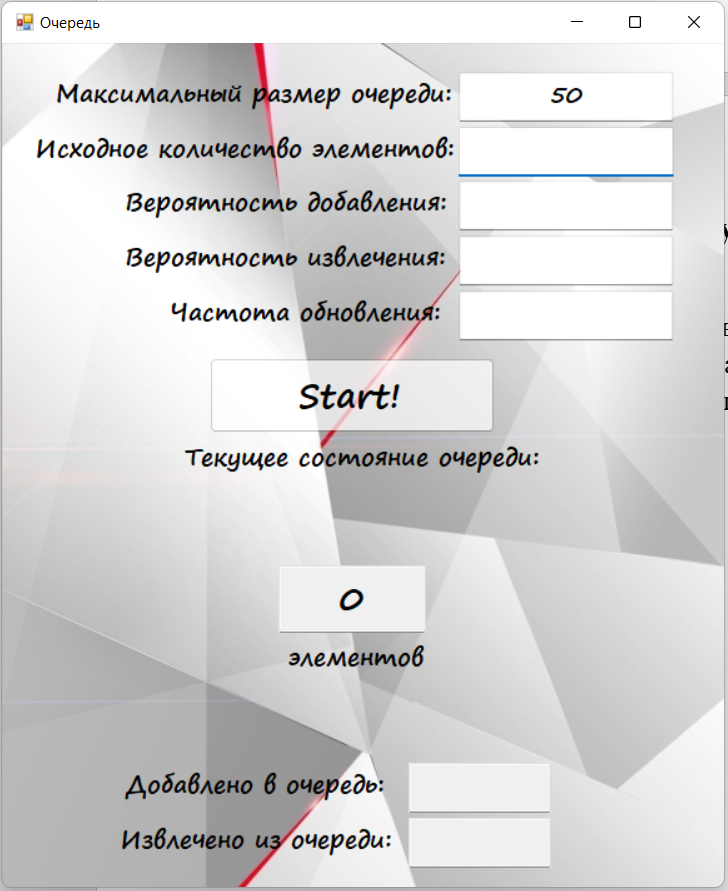 Очередь
Максимальный размер очереди: 50
Исходное количество элементов:
Вероятность добавления:
Вероятность извлечения:
Частота обновления:
Start!
Текущее состояние очереди:
0
элементов
Добавлено в очередь:
Извлечено из очереди: